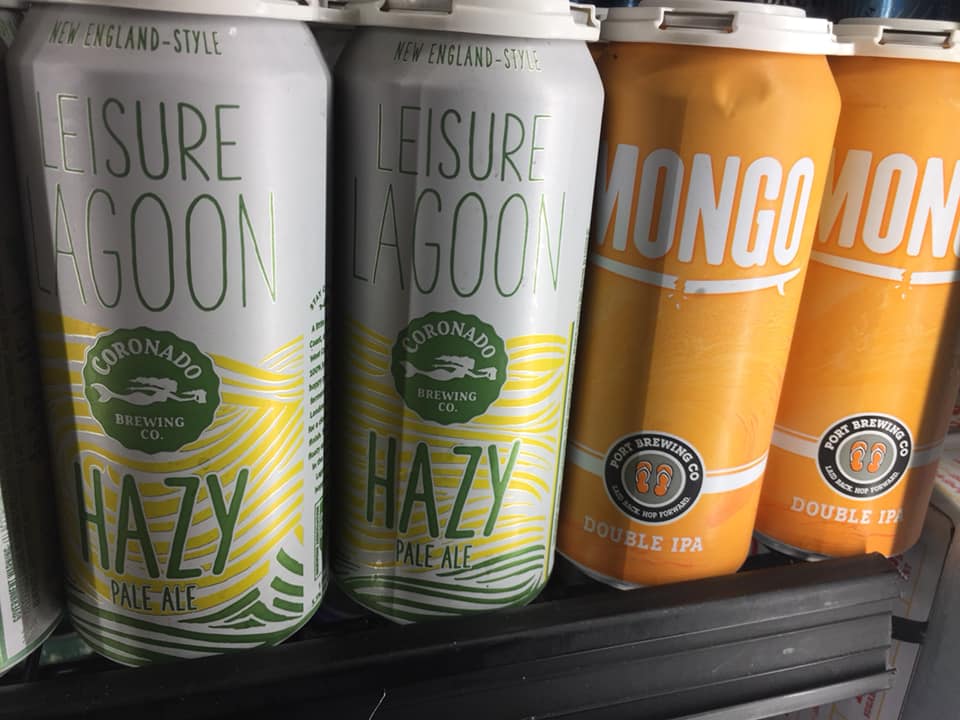 NEW ENGLAND-STYLE
LEISURE
LAGOON
CORONADO
BREWING
CO.
HAZY
PALE ALE
NEW ENGLAND-STYLE
LEISURE
LAGOON
CORONADO
BREWING
CO.
HAZY
PALE ALE
MONGO
PORT BREWING CO
LAID BACK. HOP FORWARD.
DOUBLE IPA
MON
PORT BREWING CO
LAID BACK. HOP FORWARD.
DOUBLE IPA